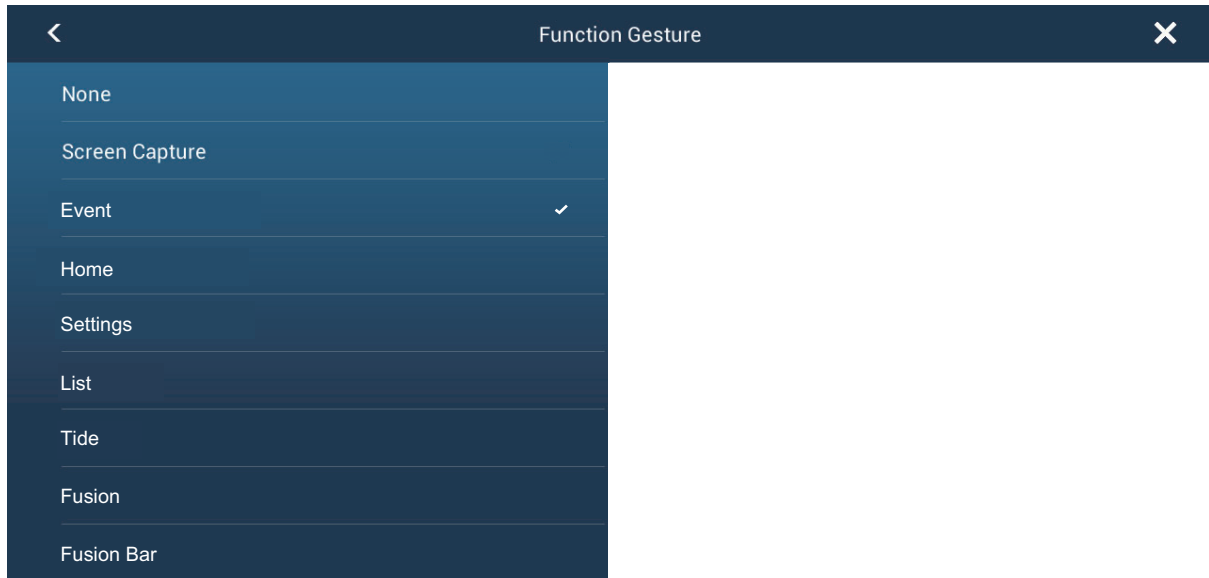 Function Gesture
None
Screen Capture
Event
Home
Settings
List
Tide
Fusion
Fusion Bar